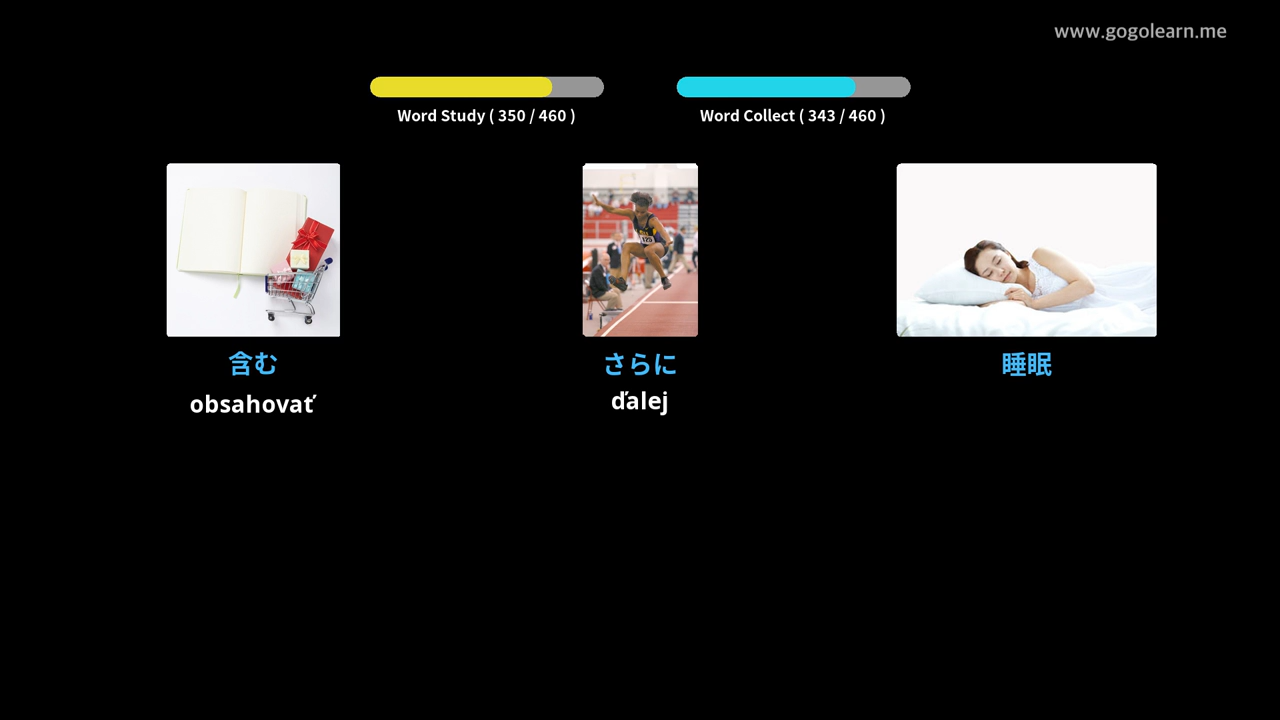 www.gogolearn.me
Word Study ( 350 / 460 )
Word Collect ( 343 / 460 )
含む
さらに
睡眠
obsahovať
ďalej